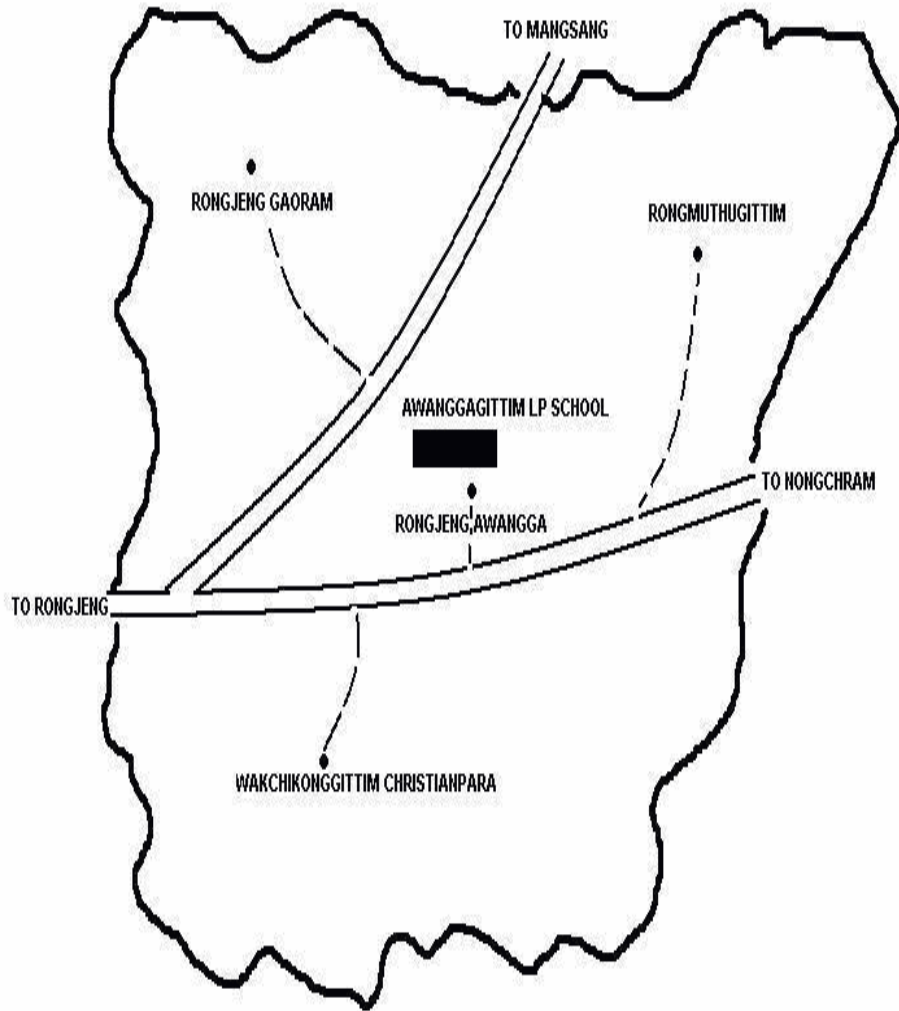 TO MANGSANG
RONGJENG GAORAM
RONGMUTHUGITTIM
AWANGGAGITTIM LP SCHOOL
TO NONGCHRAM
RONGJENG AWANGGA
TO RONGJENG
WAKCHIKONGGITTIM CHRISTIANPARA